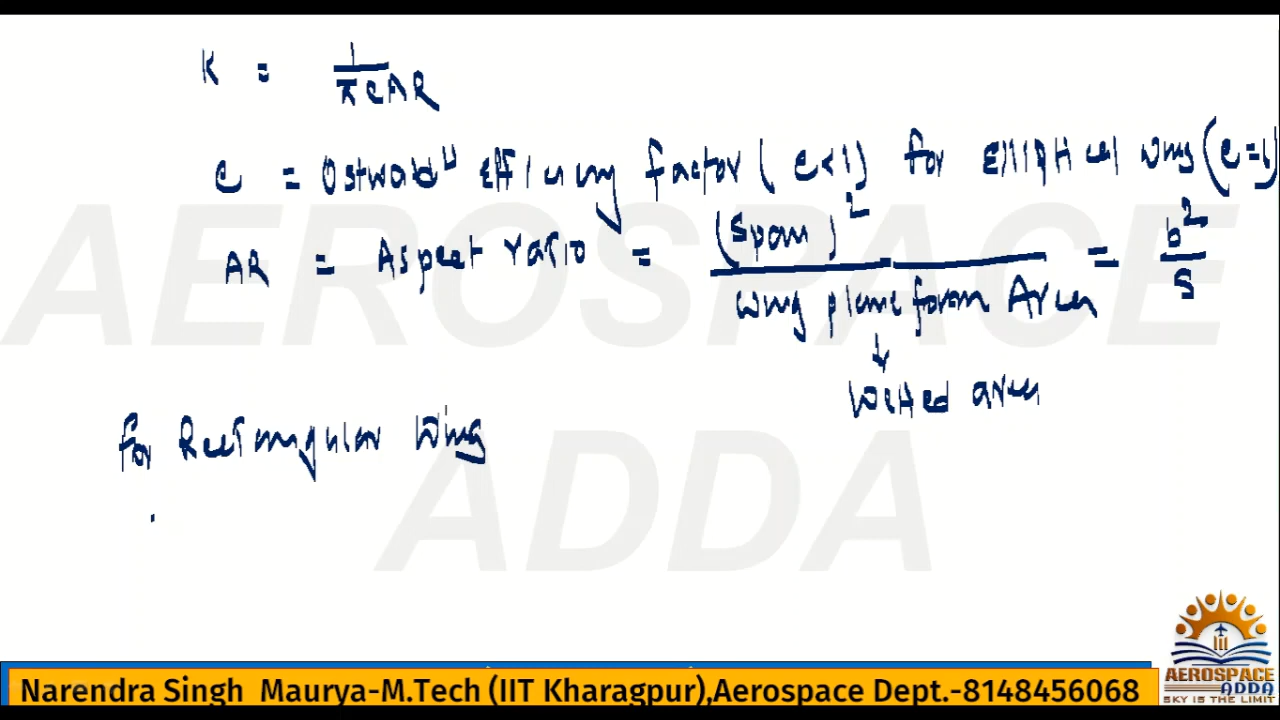 K = 1/πeAR
e = Ostwald's Efficiency factor (e<1) for Elliptical wing (e=1)
AR = Aspect ratio = (span)²/wing plane form Area = b²/S
↓
wetted area
for Rectangular wing
AEROSPACE
ADDA
Narendra Singh Maurya-M.Tech (IIT Kharagpur),Aerospace Dept.-8148456068
AEROSPACE
ADDA
SKY IS THE LIMIT